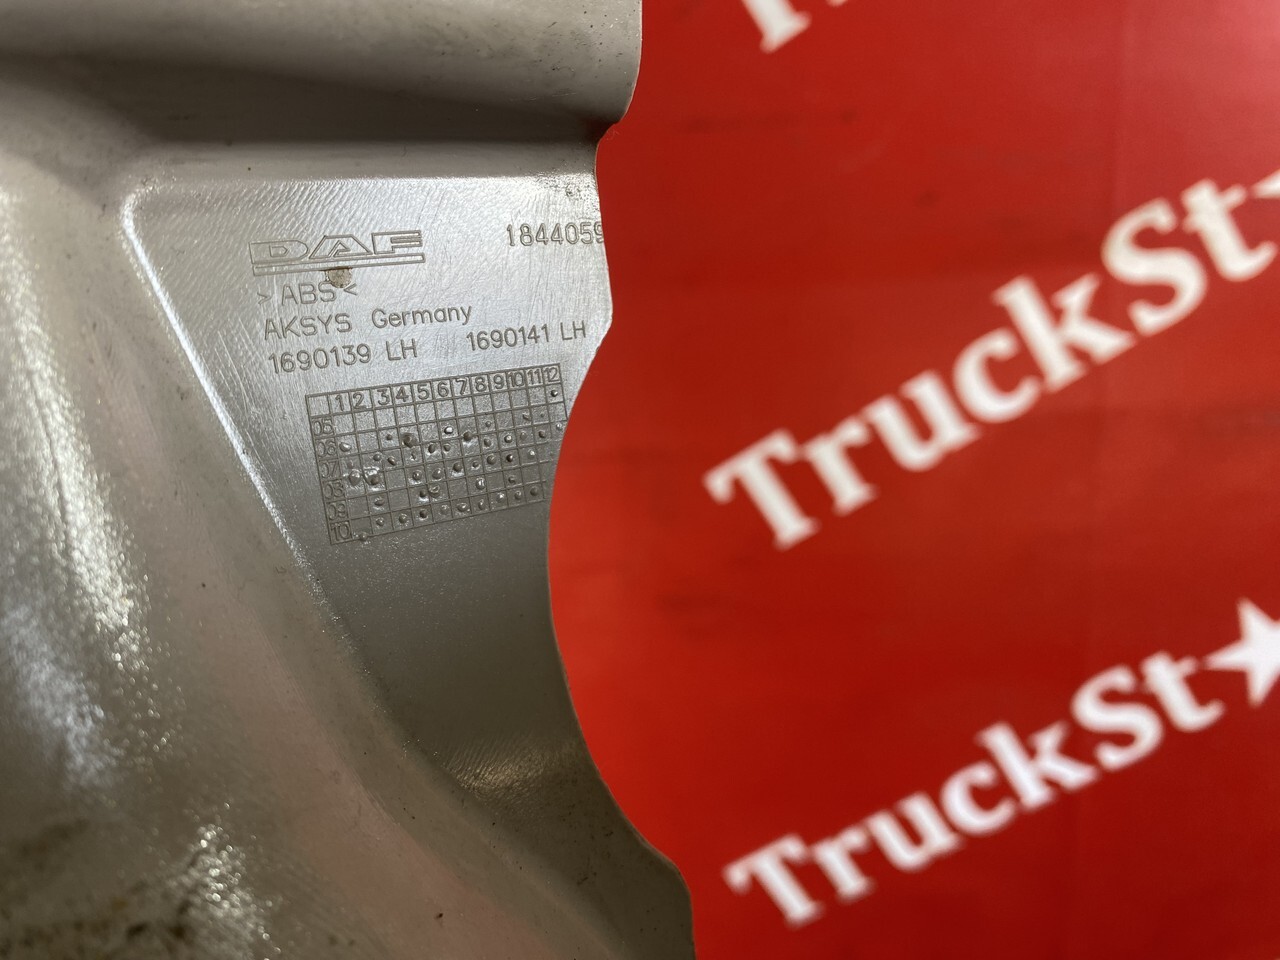 DAF
1844059
>ABS<
AKSYS Germany
1690139 LH 1690141 LH
1 2 3 4 5 6 7 8 9 10 11 12
05
06
07
08
09
10
TruckSt★
TruckSt★